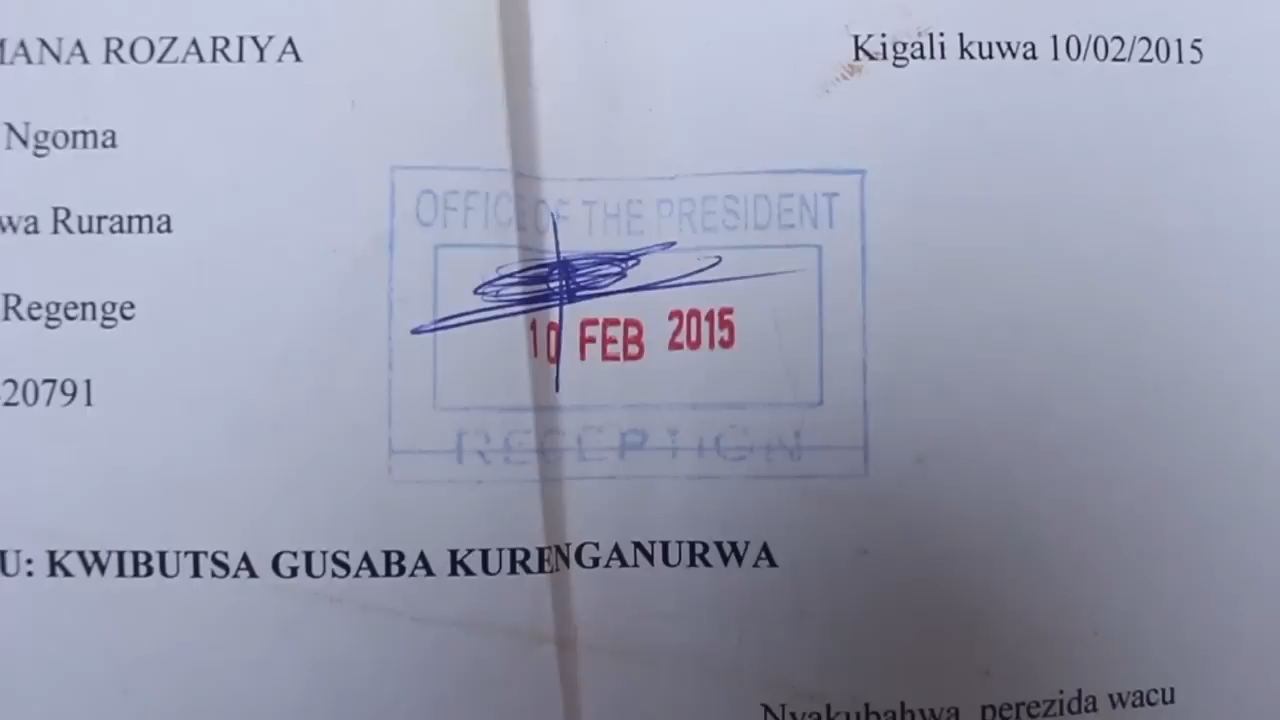 MANA ROZARIYA
Kigali kuwa 10/02/2015
Ngoma
wa Rurama
Regenge
20791
OFFICE OF THE PRESIDENT
10 FEB 2015
RECEPTION
U: KWIBUTSA GUSABA KURENGANURWA
Nyakubahwa perezida wacu